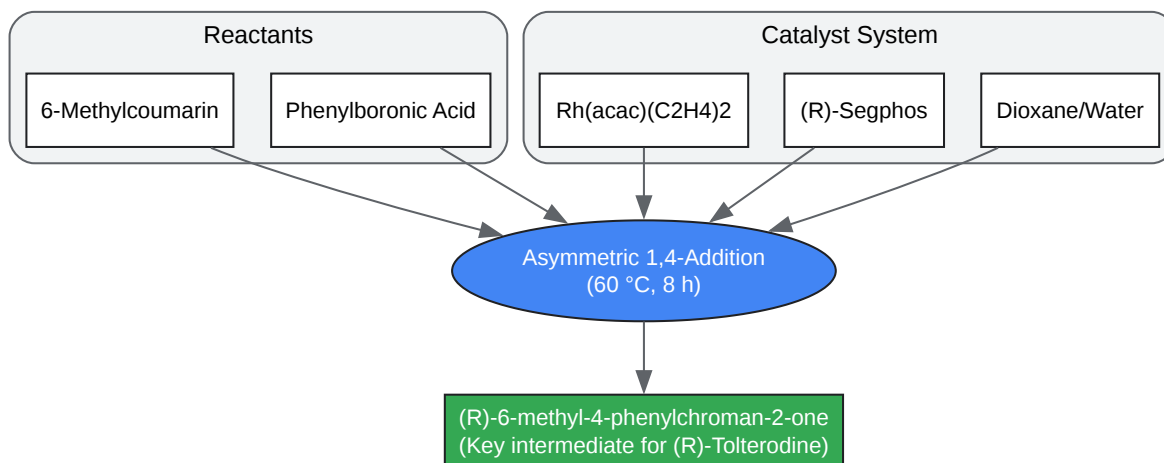 Reactants
Catalyst System
6-Methylcoumarin
Phenylboronic Acid
Rh(acac)(C2H4)2
(R)-Segphos
Dioxane/Water
Asymmetric 1,4-Addition
(60 °C, 8 h)
(R)-6-methyl-4-phenylchroman-2-one
(Key intermediate for (R)-Tolterodine)